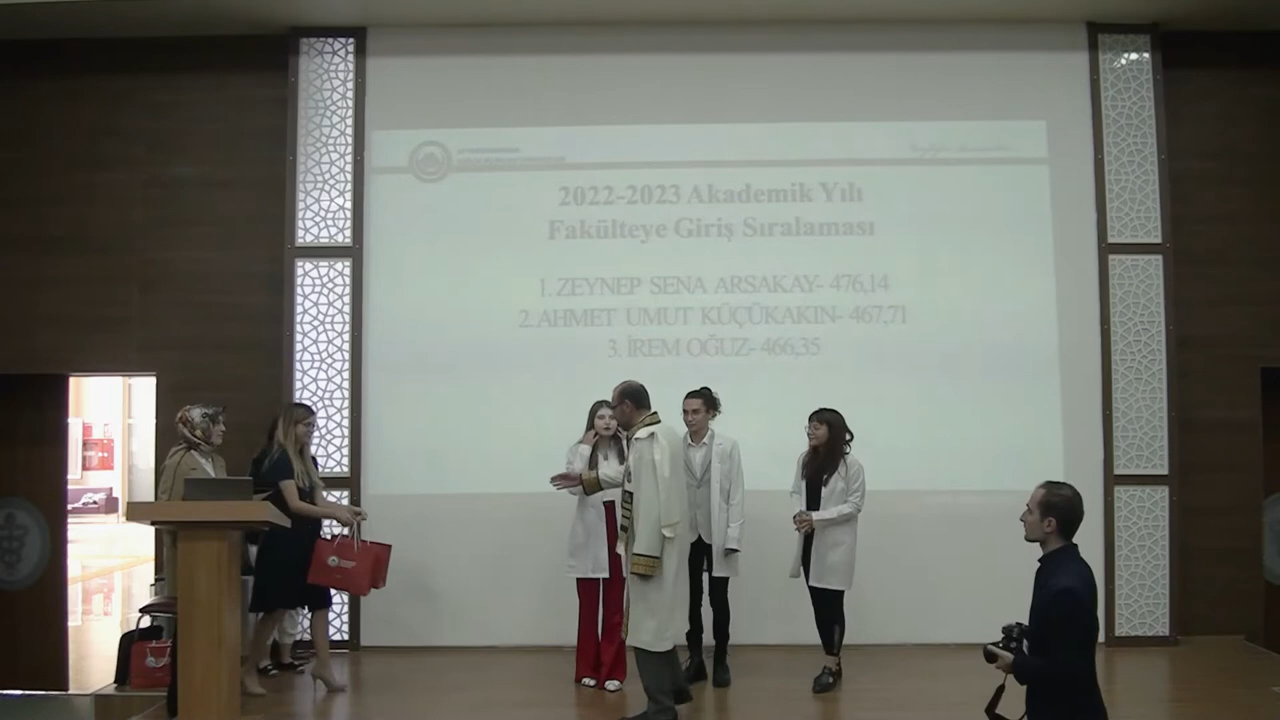 2022-2023 Akademik Yılı
Fakülteye Giriş Sıralaması
1. ZEYNEP SENA ARSAKAY- 476,14
2. AHMET UMUT KÜÇÜKAKIN- 467,71
3. İREM OĞUZ- 466,35